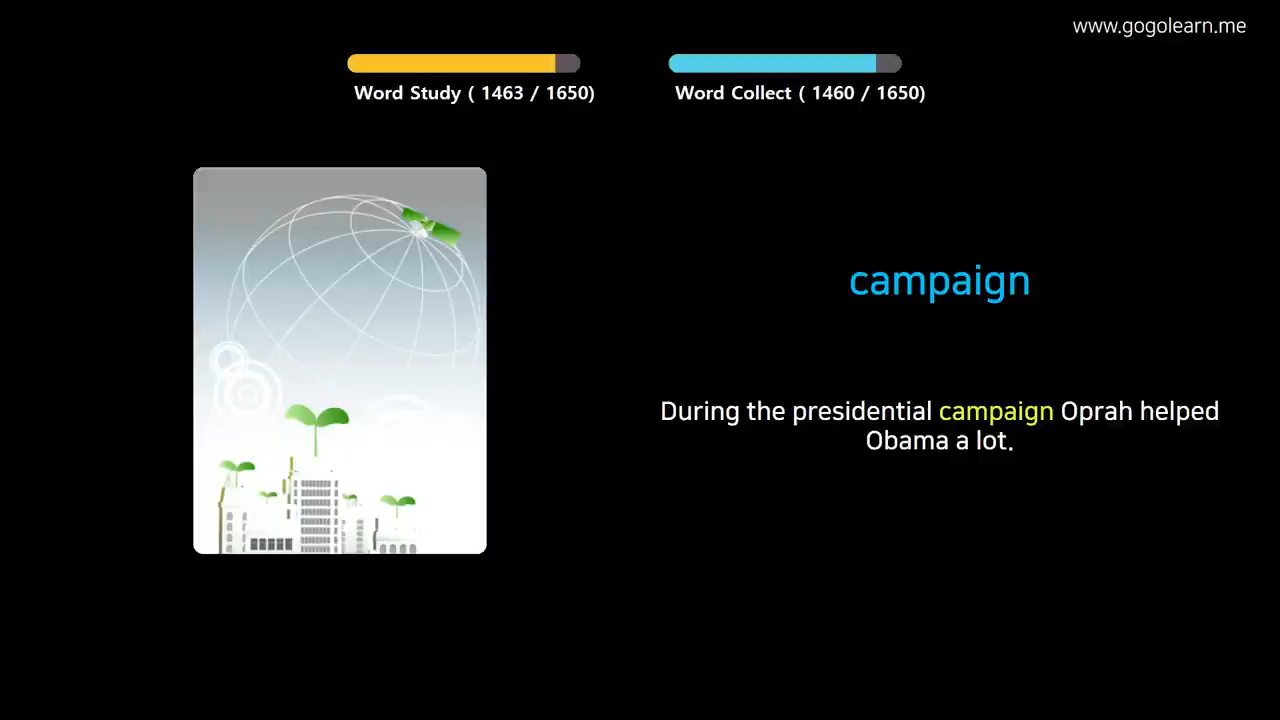 www.gogolearn.me
Word Study ( 1463 / 1650)
Word Collect ( 1460 / 1650)
campaign
During the presidential campaign Oprah helped
Obama a lot.